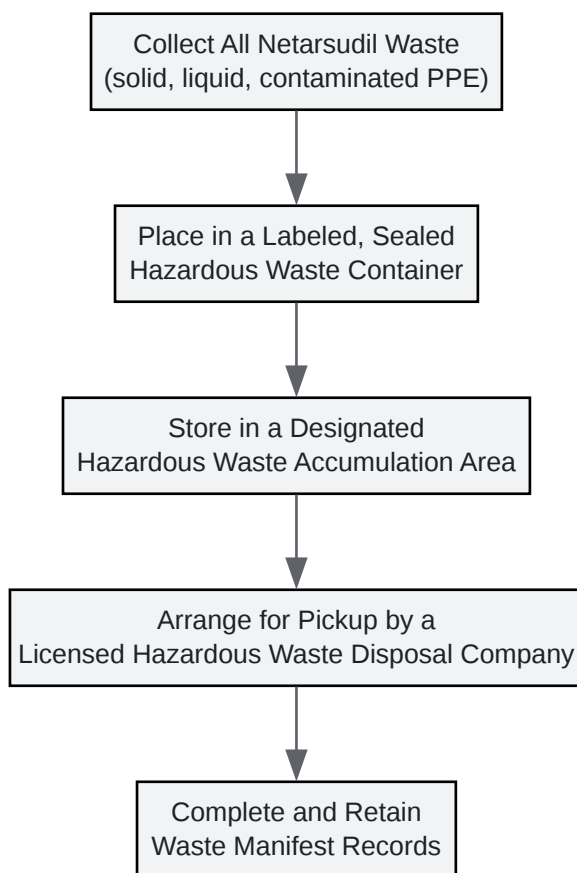 Collect All Netarsudil Waste
(solid, liquid, contaminated PPE)
Place in a Labeled, Sealed
Hazardous Waste Container
Store in a Designated
Hazardous Waste Accumulation Area
Arrange for Pickup by a
Licensed Hazardous Waste Disposal Company
Complete and Retain
Waste Manifest Records